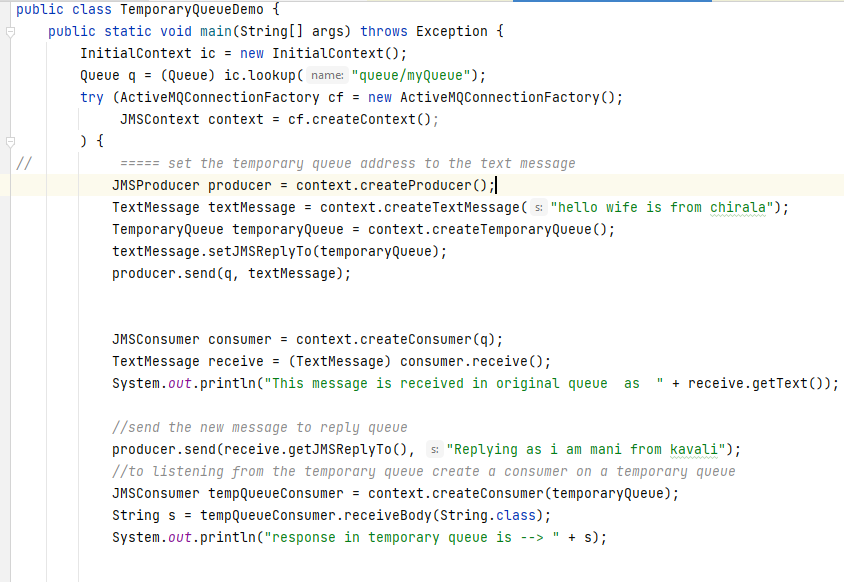 public class TemporaryQueueDemo {
    public static void main(String[] args) throws Exception {
        InitialContext ic = new InitialContext();
        Queue q = (Queue) ic.lookup( name: "queue/myQueue");
        try (ActiveMQConnectionFactory cf = new ActiveMQConnectionFactory();
             JMSContext context = cf.createContext();
        ) {
//           ===== set the temporary queue address to the text message
            JMSProducer producer = context.createProducer();
            TextMessage textMessage = context.createTextMessage( s: "hello wife is from chirala");
            TemporaryQueue temporaryQueue = context.createTemporaryQueue();
            textMessage.setJMSReplyTo(temporaryQueue);
            producer.send(q, textMessage);
            JMSConsumer consumer = context.createConsumer(q);
            TextMessage receive = (TextMessage) consumer.receive();
            System.out.println("This message is received in original queue  as  " + receive.getText());
            //send the new message to reply queue
            producer.send(receive.getJMSReplyTo(), s: "Replying as i am mani from kavali");
            //to listening from the temporary queue create a consumer on a temporary queue
            JMSConsumer tempQueueConsumer = context.createConsumer(temporaryQueue);
            String s = tempQueueConsumer.receiveBody(String.class);
            System.out.println("response in temporary queue is --> " + s);